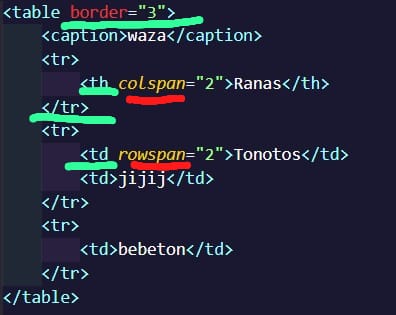 <table border="3">
<caption>waza</caption>
<tr>
<th colspan="2">Ranas</th>
</tr>
<tr>
<td rowspan="2">Tonotos</td>
<td>jijij</td>
</tr>
<tr>
<td>bebeton</td>
</tr>
</table>